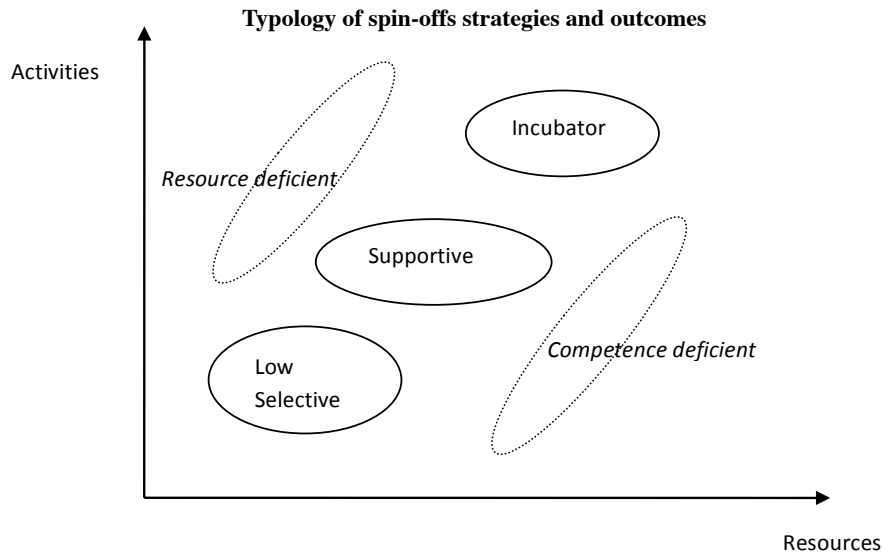 Typology of spin-offs strategies and outcomes
Activities
Incubator
Resource deficient
Supportive
Competence deficient
Low
Selective
Resources